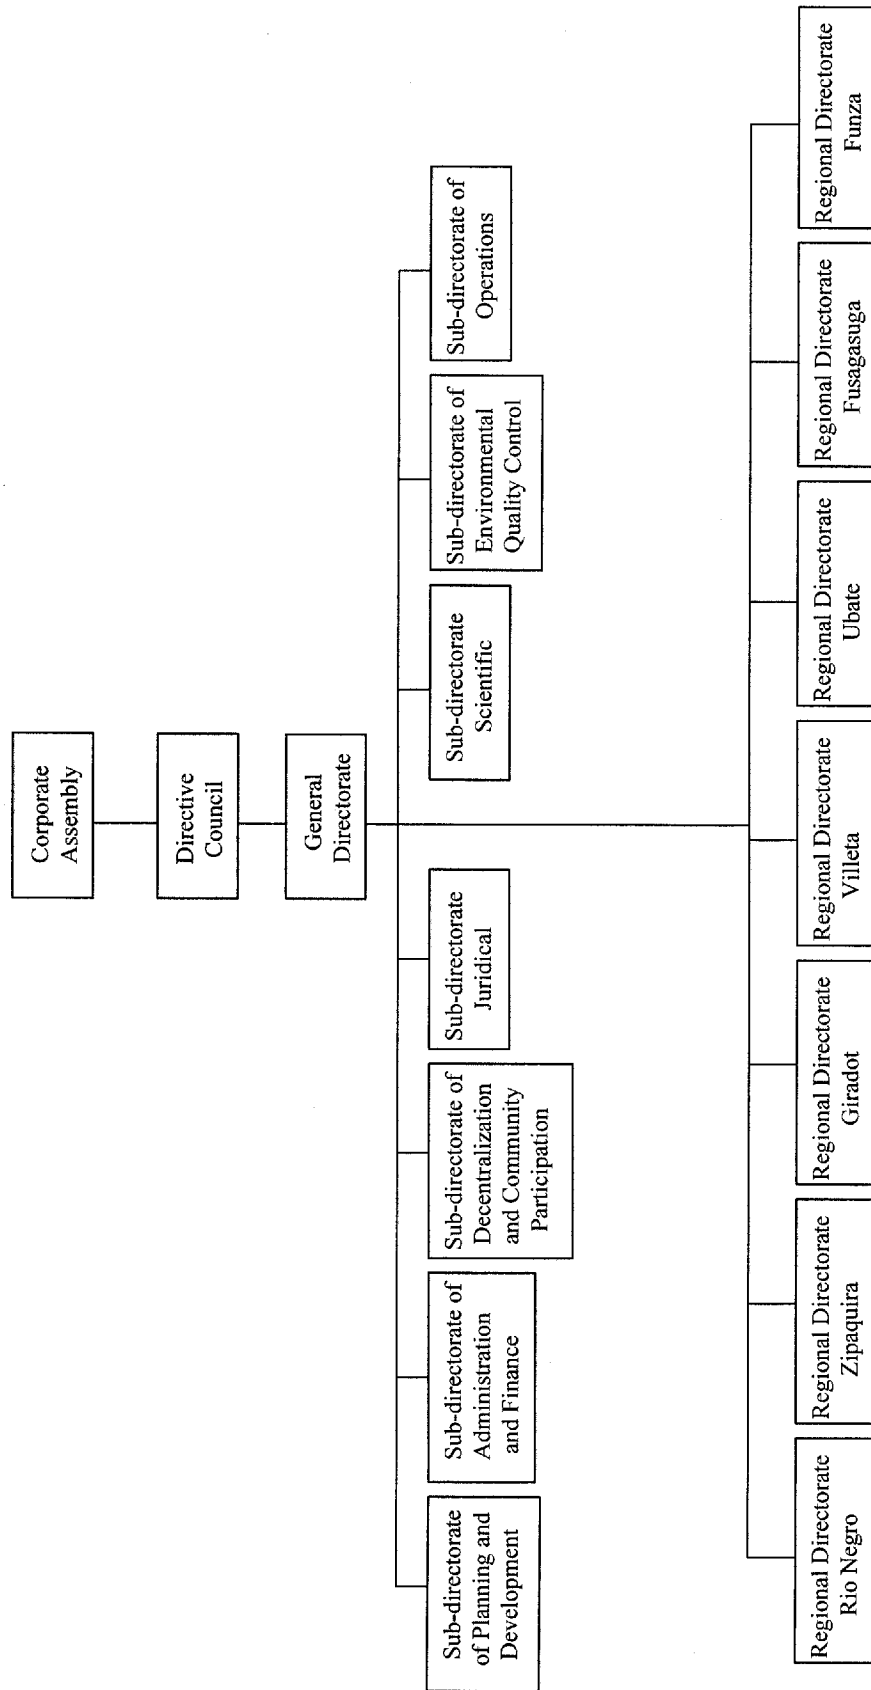 Corporate
Assembly
Directive
Council
General
Directorate
Sub-directorate
of Planning and
Development
Sub-directorate of
Administration
and Finance
Sub-directorate of
Decentralization
and Community
Participation
Sub-directorate
Juridical
Sub-directorate
Scientific
Sub-directorate of
Environmental
Quality Control
Sub-directorate of
Operations
Regional Directorate
Rio Negro
Regional Directorate
Zipaquira
Regional Directorate
Giradot
Regional Directorate
Villeta
Regional Directorate
Ubate
Regional Directorate
Fusagasuga
Regional Directorate
Funza